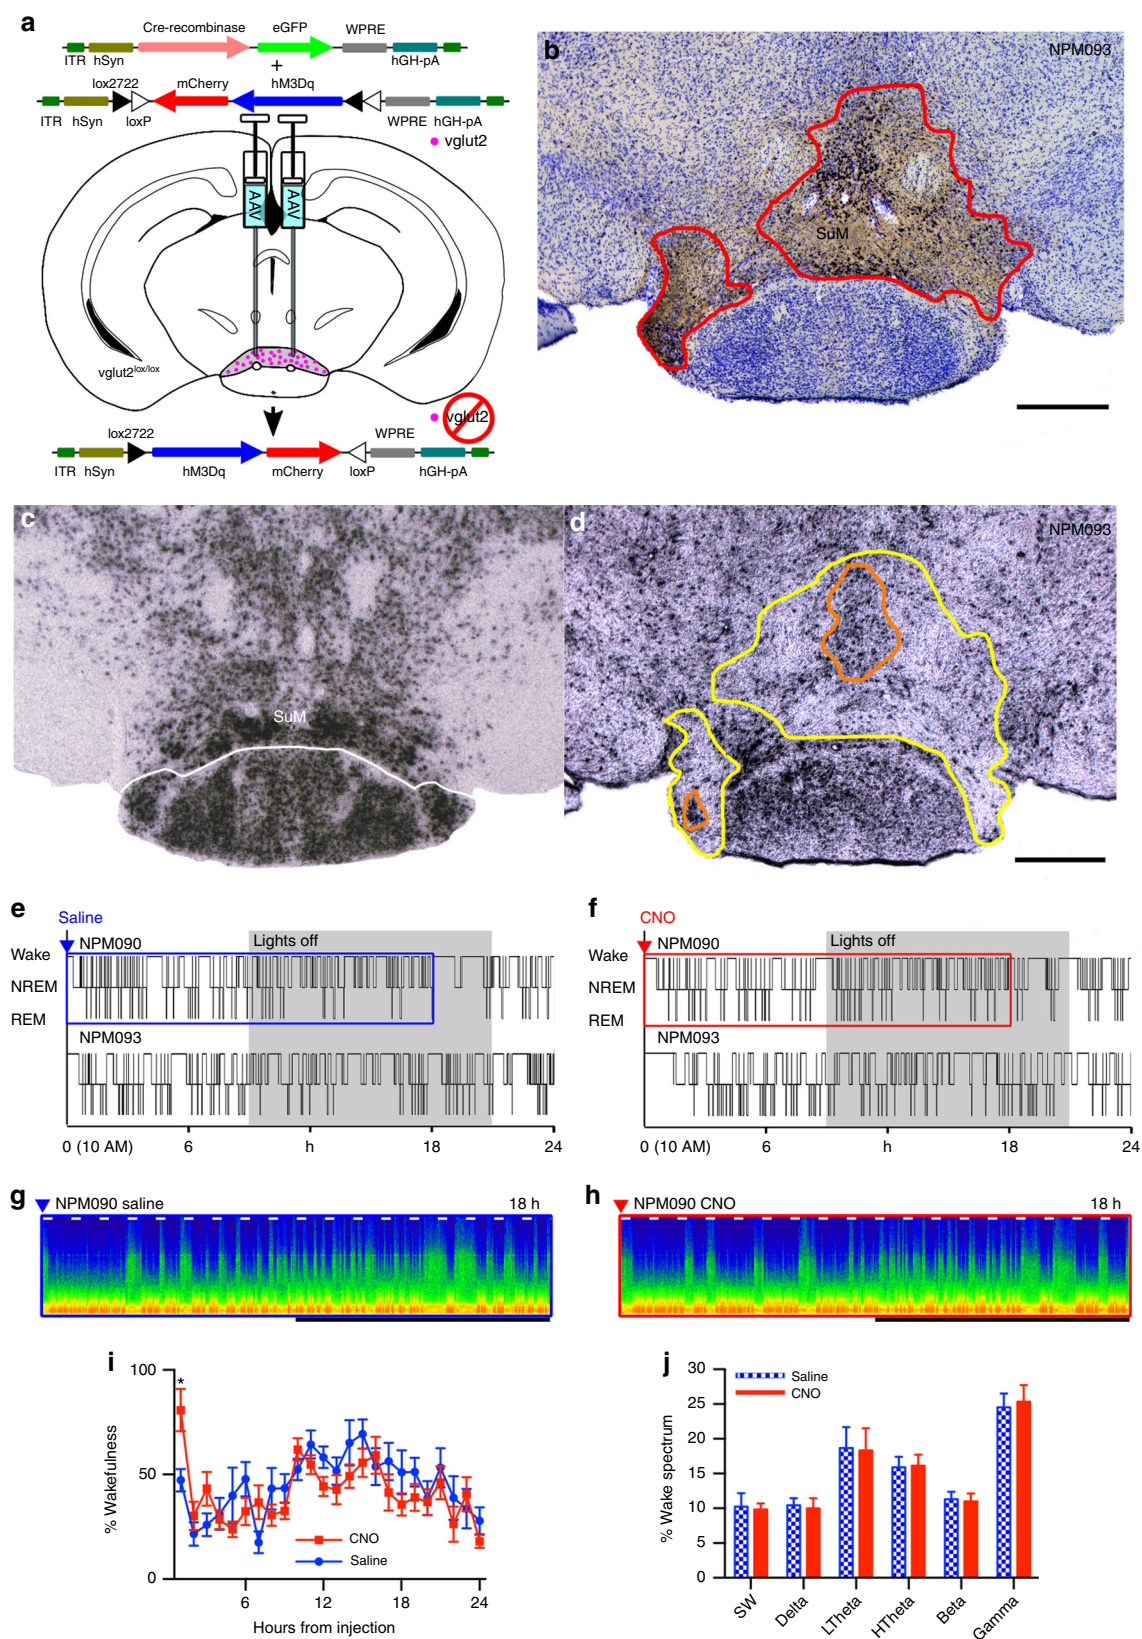 a
Cre-recombinase eGFP WPRE
ITR hSyn hGH-pA
+
lox2722 mCherry hM3Dq
ITR hSyn loxP WPRE hGH-pA
vglut2
AAV AAV
vglut2lox/lox
vglut2
lox2722 WPRE
ITR hSyn hM3Dq mCherry loxP hGH-pA
b
NPM093
SuM
c
SuM
d
NPM093
e
Saline
NPM090 Lights off
Wake
NREM
REM
NPM093
0 (10 AM) 6 h 18 24
f
CNO
NPM090 Lights off
Wake
NREM
REM
NPM093
0 (10 AM) 6 h 18 24
g
NPM090 saline 18 h
h
NPM090 CNO 18 h
i
100
*
50
0
% Wakefulness
CNO
Saline
6 12 18 24
Hours from injection
j
30
25
20
15
10
5
0
% Wake spectrum
Saline
CNO
SW Delta LTheta HTheta Beta Gamma